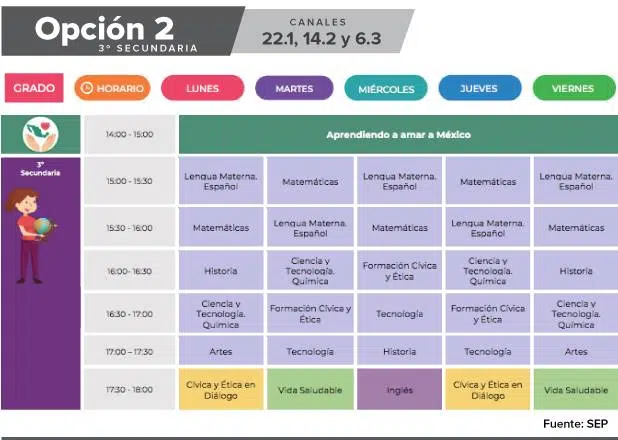 Opción 2
3° SECUNDARIA
CANALES
22.1, 14.2 y 6.3
GRADO
HORARIO
LUNES
MARTES
MIÉRCOLES
JUEVES
VIERNES
14:00 - 15:00
Aprendiendo a amar a México
3°
Secundaria
15:00 - 15:30
Lengua Materna.
Español
Matemáticas
Lengua Materna.
Español
Matemáticas
Lengua Materna.
Español
15:30 - 16:00
Matemáticas
Lengua Materna.
Español
Matemáticas
Lengua Materna.
Español
Matemáticas
16:00- 16:30
Historia
Ciencia y
Tecnología.
Química
Formación Cívica
y Ética
Ciencia y
Tecnología.
Química
Historia
16:30 - 17:00
Ciencia y
Tecnología.
Química
Formación Cívica y
Ética
Tecnología
Formación Cívica
y Ética
Ciencia y
Tecnología.
Química
17:00 – 17:30
Artes
Tecnología
Historia
Tecnología
Artes
17:30 - 18:00
Cívica y Ética en
Diálogo
Vida Saludable
Inglés
Cívica y Ética en
Diálogo
Vida Saludable
Fuente: SEP